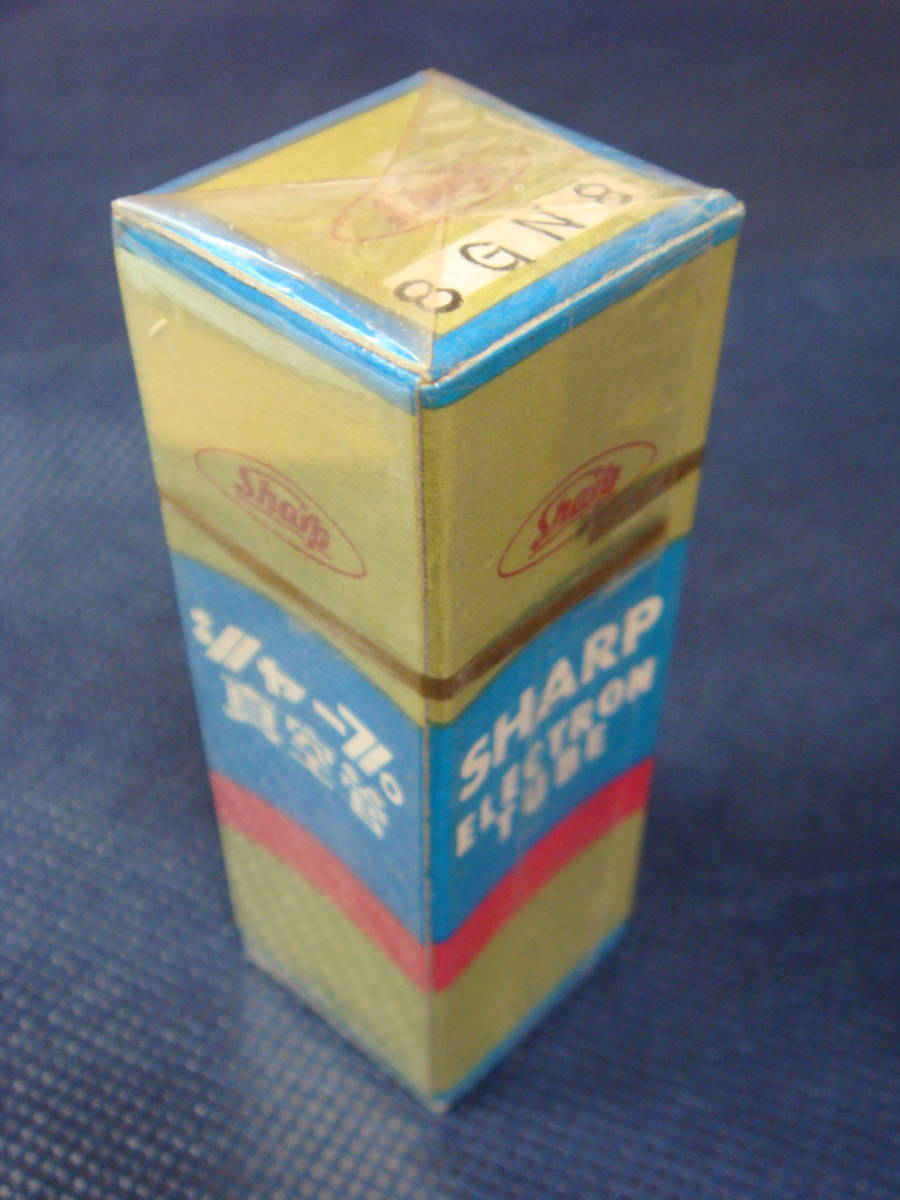 8GN8
Sharp
シャープ
真空管
Sharp
SHARP
ELECTRON
TUBE